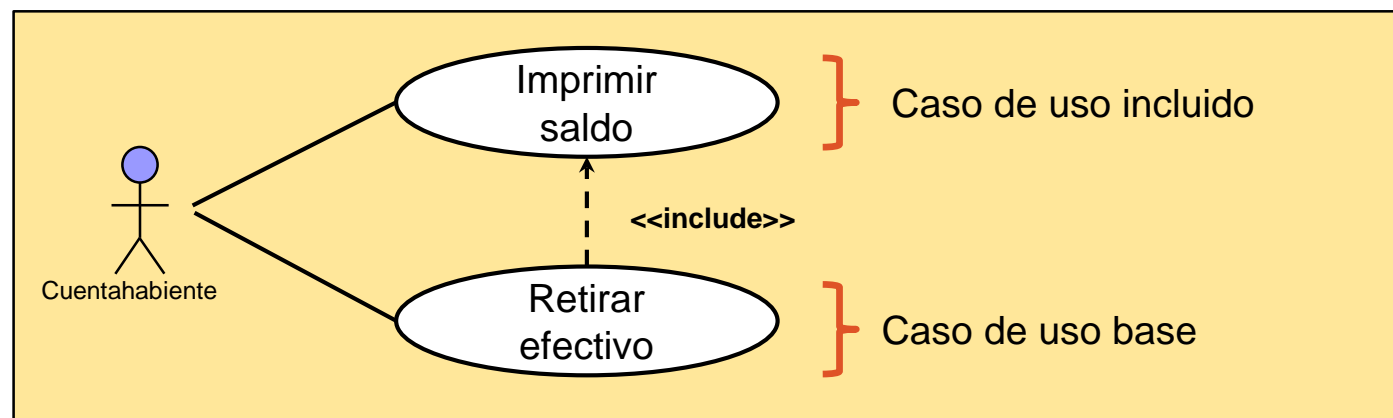 Imprimir
saldo
Caso de uso incluido
<<include>>
Cuentahabiente
Retirar
efectivo
Caso de uso base